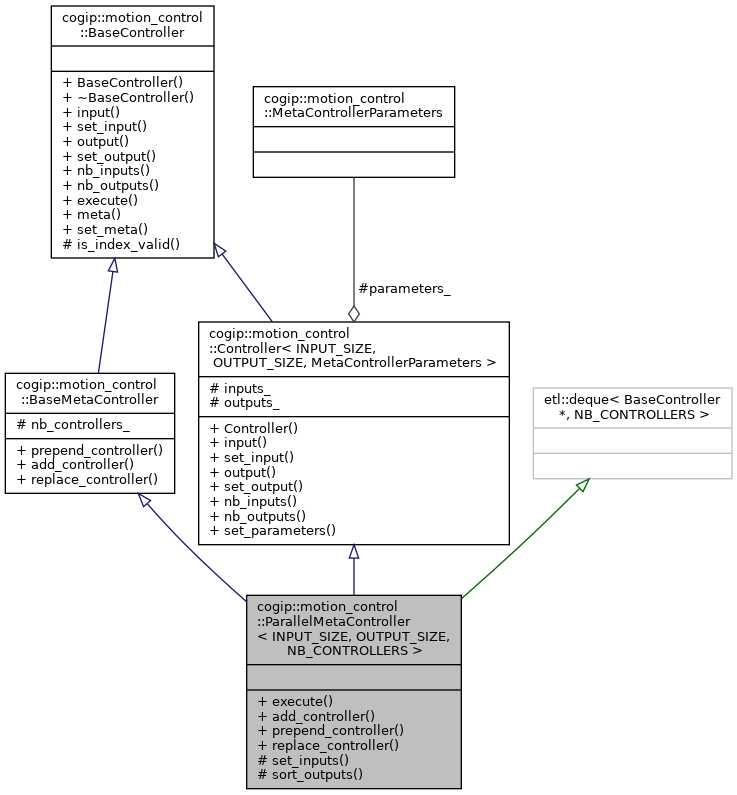 cogip::motion_control
::BaseController
+ BaseController()
+ ~BaseController()
+ input()
+ set_input()
+ output()
+ set_output()
+ nb_inputs()
+ nb_outputs()
+ execute()
+ meta()
+ set_meta()
# is_index_valid()
cogip::motion_control
::MetaControllerParameters
#parameters_
cogip::motion_control
::Controller< INPUT_SIZE,
OUTPUT_SIZE, MetaControllerParameters >
# inputs_
# outputs_
+ Controller()
+ input()
+ set_input()
+ output()
+ set_output()
+ nb_inputs()
+ nb_outputs()
+ set_parameters()
cogip::motion_control
::BaseMetaController
# nb_controllers_
+ prepend_controller()
+ add_controller()
+ replace_controller()
etl::deque< BaseController
*, NB_CONTROLLERS >
cogip::motion_control
::ParallelMetaController
< INPUT_SIZE, OUTPUT_SIZE,
NB_CONTROLLERS >
+ execute()
+ add_controller()
+ prepend_controller()
+ replace_controller()
# set_inputs()
# sort_outputs()